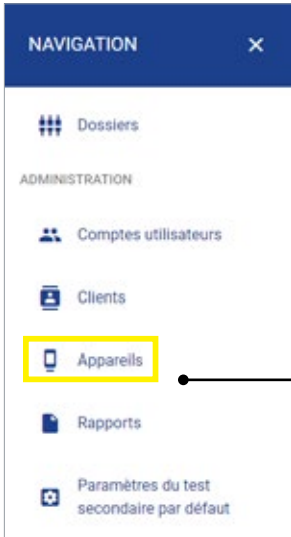 NAVIGATION
Dossiers
ADMINISTRATION
Comptes utilisateurs
Clients
Appareils
Rapports
Paramètres du test
secondaire par défaut